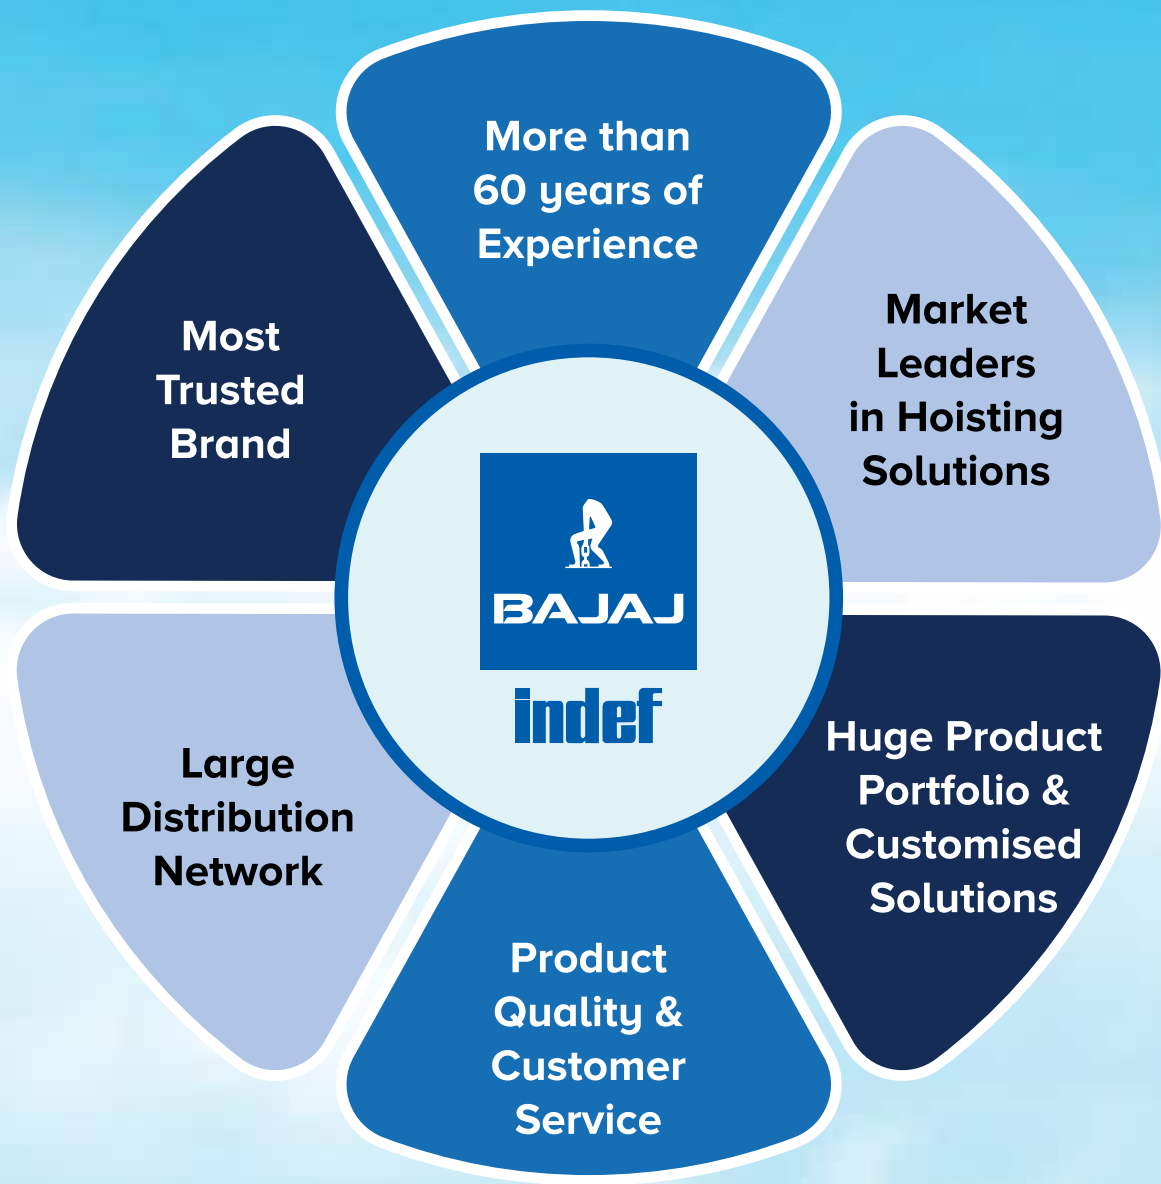 More than
60 years of
Experience
Market
Leaders
in Hoisting
Solutions
Huge Product
Portfolio &
Customised
Solutions
Product
Quality &
Customer
Service
Large
Distribution
Network
Most
Trusted
Brand
BAJAJ
indef